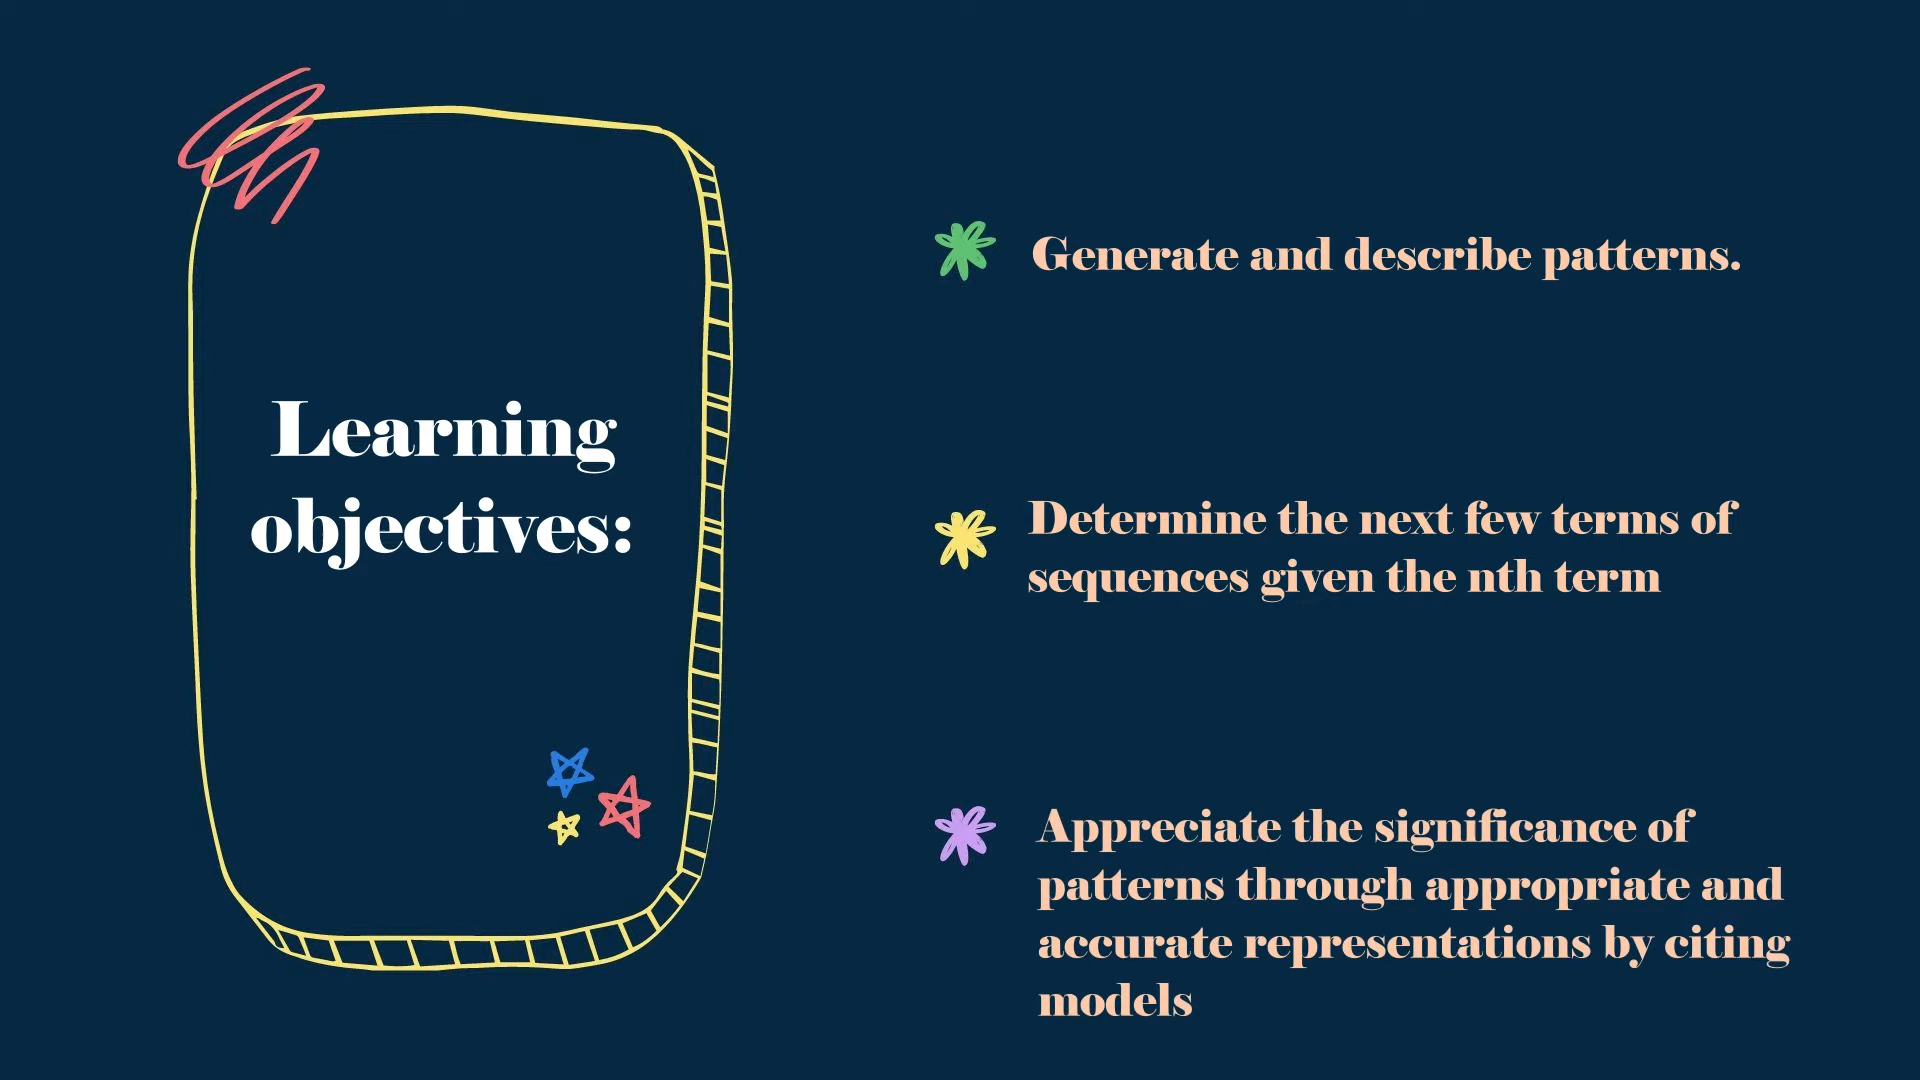 Learning
objectives:
Generate and describe patterns.
Determine the next few terms of
sequences given the nth term
Appreciate the significance of
patterns through appropriate and
accurate representations by citing
models